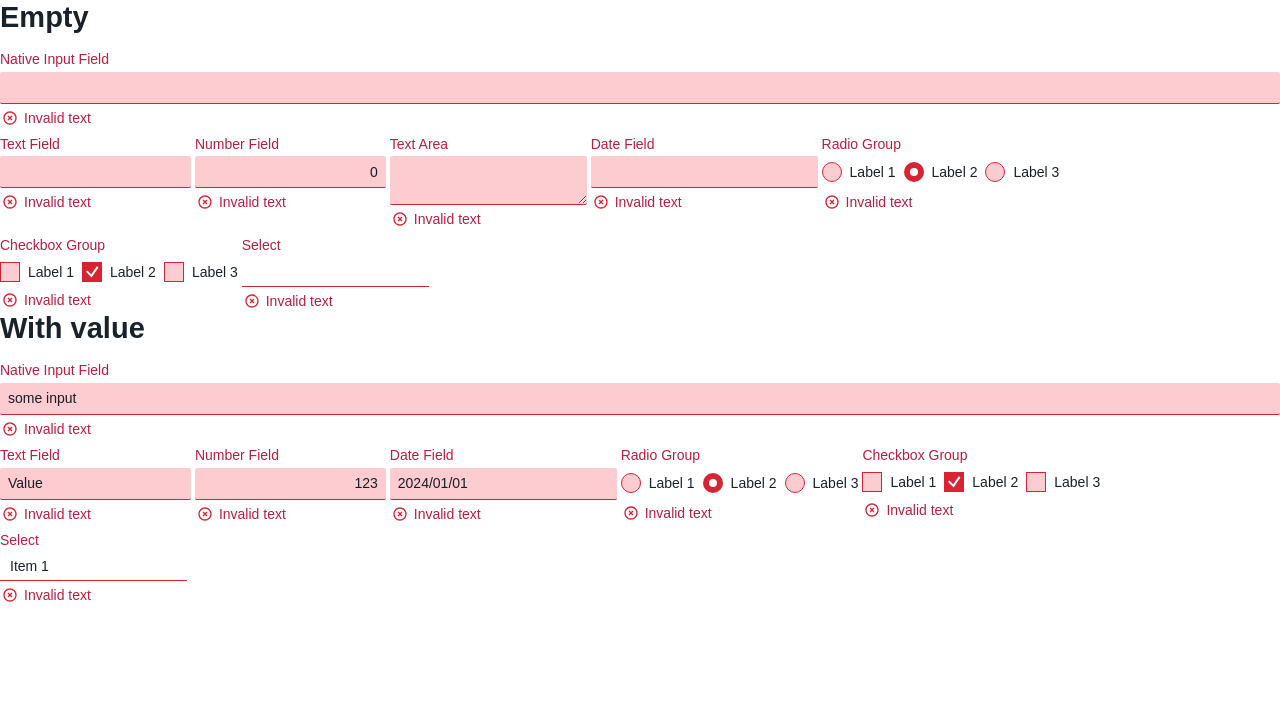 Empty
Native Input Field
Invalid text
Text Field Number Field Text Area Date Field Radio Group
0 Label 1 Label 2 Label 3
Invalid text Invalid text Invalid text Invalid text Invalid text
Checkbox Group Select
Label 1 Label 2 Label 3
Invalid text Invalid text
With value
Native Input Field
some input
Invalid text
Text Field Number Field Date Field Radio Group Checkbox Group
Value 123 2024/01/01 Label 1 Label 2 Label 3 Label 1 Label 2 Label 3
Invalid text Invalid text Invalid text Invalid text Invalid text
Select
Item 1
Invalid text